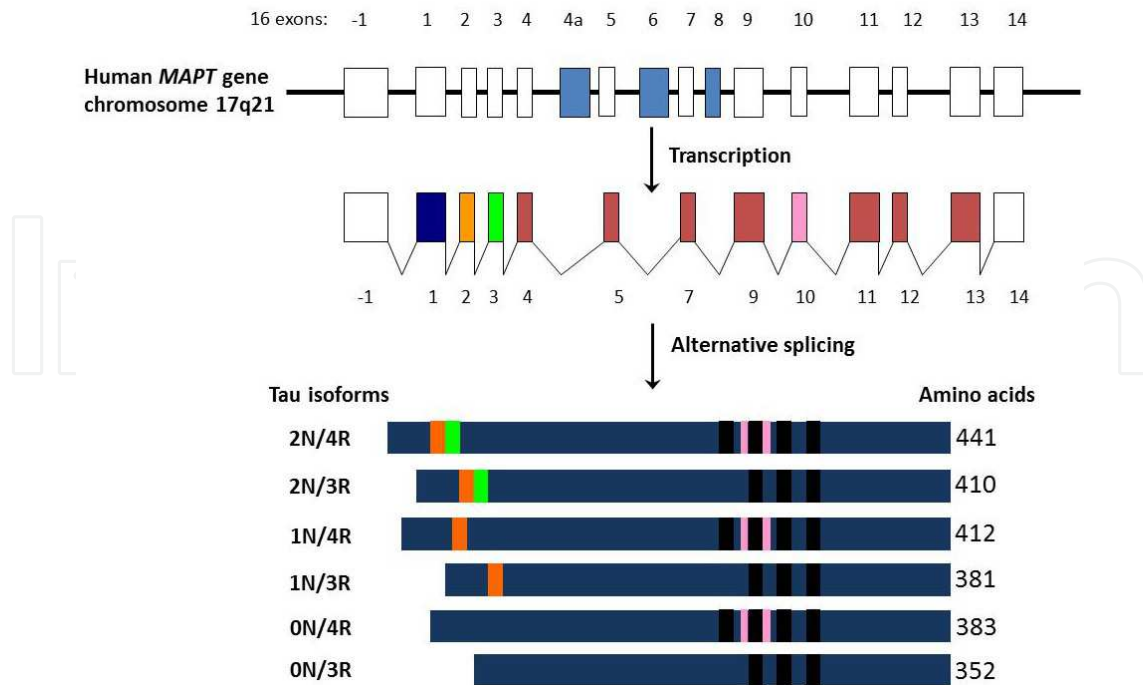 16 exons: -1 1 2 3 4 4a 5 6 7 8 9 10 11 12 13 14
Human MAPT gene
chromosome 17q21
Transcription
-1 1 2 3 4 5 7 9 10 11 12 13 14
Alternative splicing
Tau isoforms Amino acids
2N/4R 441
2N/3R 410
1N/4R 412
1N/3R 381
0N/4R 383
0N/3R 352